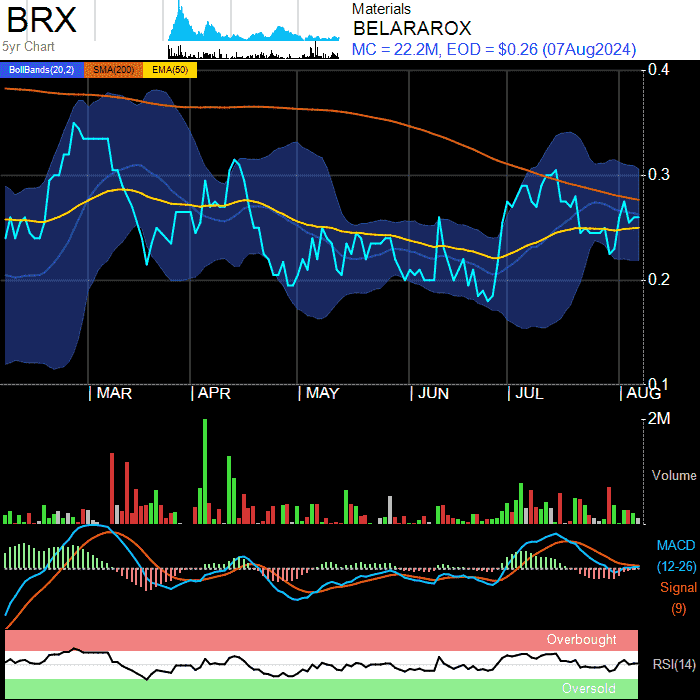 BRX
5yr Chart
Materials
BELARAROX
MC = 22.2M, EOD = $0.26 (07Aug2024)
BollBands(20,2) SMA(200) EMA(50)
0.4
0.3
0.2
0.1
MAR APR MAY JUN JUL AUG
2M
Volume
MACD
(12-26)
Signal
(9)
Overbought
RSI(14)
Oversold